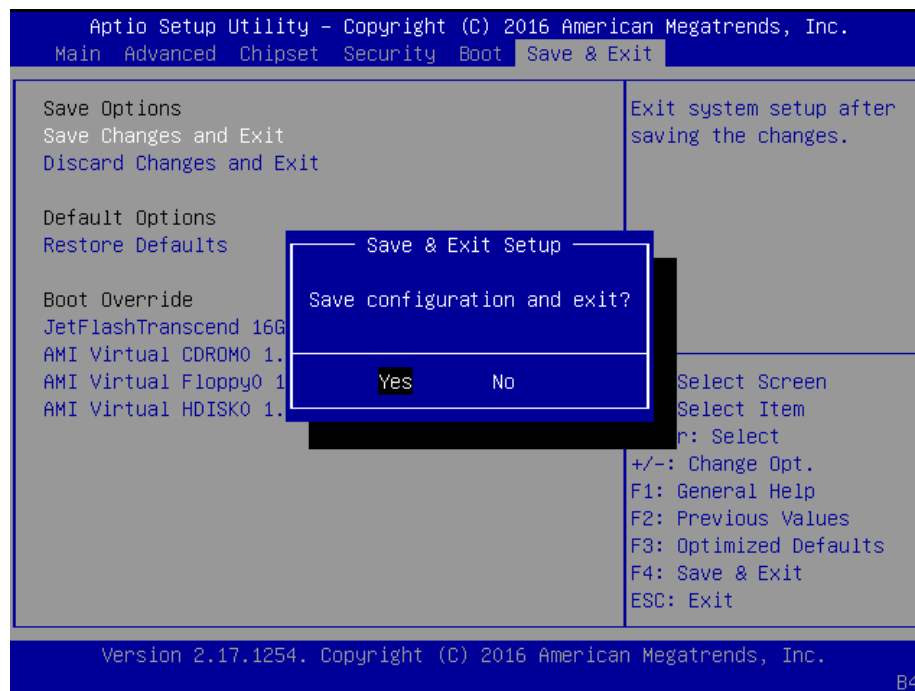 Aptio Setup Utility – Copyright (C) 2016 American Megatrends, Inc.
Main Advanced Chipset Security Boot Save & Exit
Save Options
Save Changes and Exit
Discard Changes and Exit
Default Options
Restore Defaults
Boot Override
JetFlashTranscend 16G
AMI Virtual CDROM0 1.
AMI Virtual Floppy0 1
AMI Virtual HDISK0 1.
Save & Exit Setup
Save configuration and exit?
Yes No
Exit system setup after
saving the changes.
Select Screen
Select Item
r: Select
+/-: Change Opt.
F1: General Help
F2: Previous Values
F3: Optimized Defaults
F4: Save & Exit
ESC: Exit
Version 2.17.1254. Copyright (C) 2016 American Megatrends, Inc.
B4